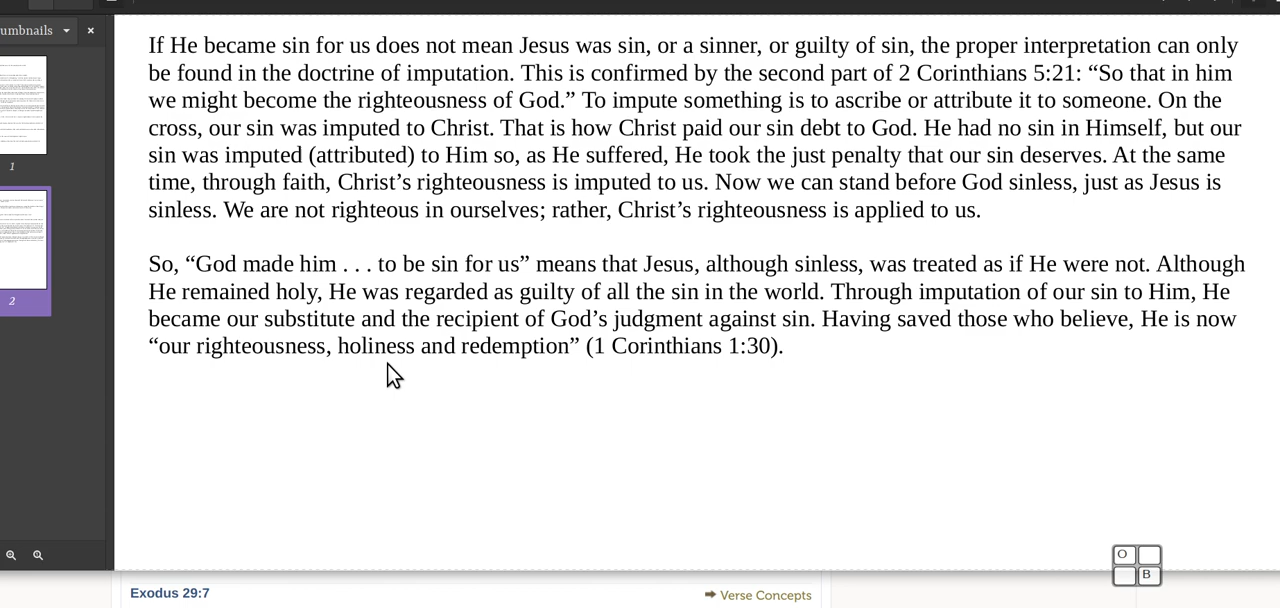 umbnails
If He became sin for us does not mean Jesus was sin, or a sinner, or guilty of sin, the proper interpretation can only
be found in the doctrine of imputation. This is confirmed by the second part of 2 Corinthians 5:21: “So that in him
we might become the righteousness of God.” To impute something is to ascribe or attribute it to someone. On the
cross, our sin was imputed to Christ. That is how Christ paid our sin debt to God. He had no sin in Himself, but our
sin was imputed (attributed) to Him so, as He suffered, He took the just penalty that our sin deserves. At the same
time, through faith, Christ’s righteousness is imputed to us. Now we can stand before God sinless, just as Jesus is
sinless. We are not righteous in ourselves; rather, Christ’s righteousness is applied to us.
So, “God made him . . . to be sin for us” means that Jesus, although sinless, was treated as if He were not. Although
He remained holy, He was regarded as guilty of all the sin in the world. Through imputation of our sin to Him, He
became our substitute and the recipient of God’s judgment against sin. Having saved those who believe, He is now
“our righteousness, holiness and redemption” (1 Corinthians 1:30).
1
2
O
B
Exodus 29:7
Verse Concepts